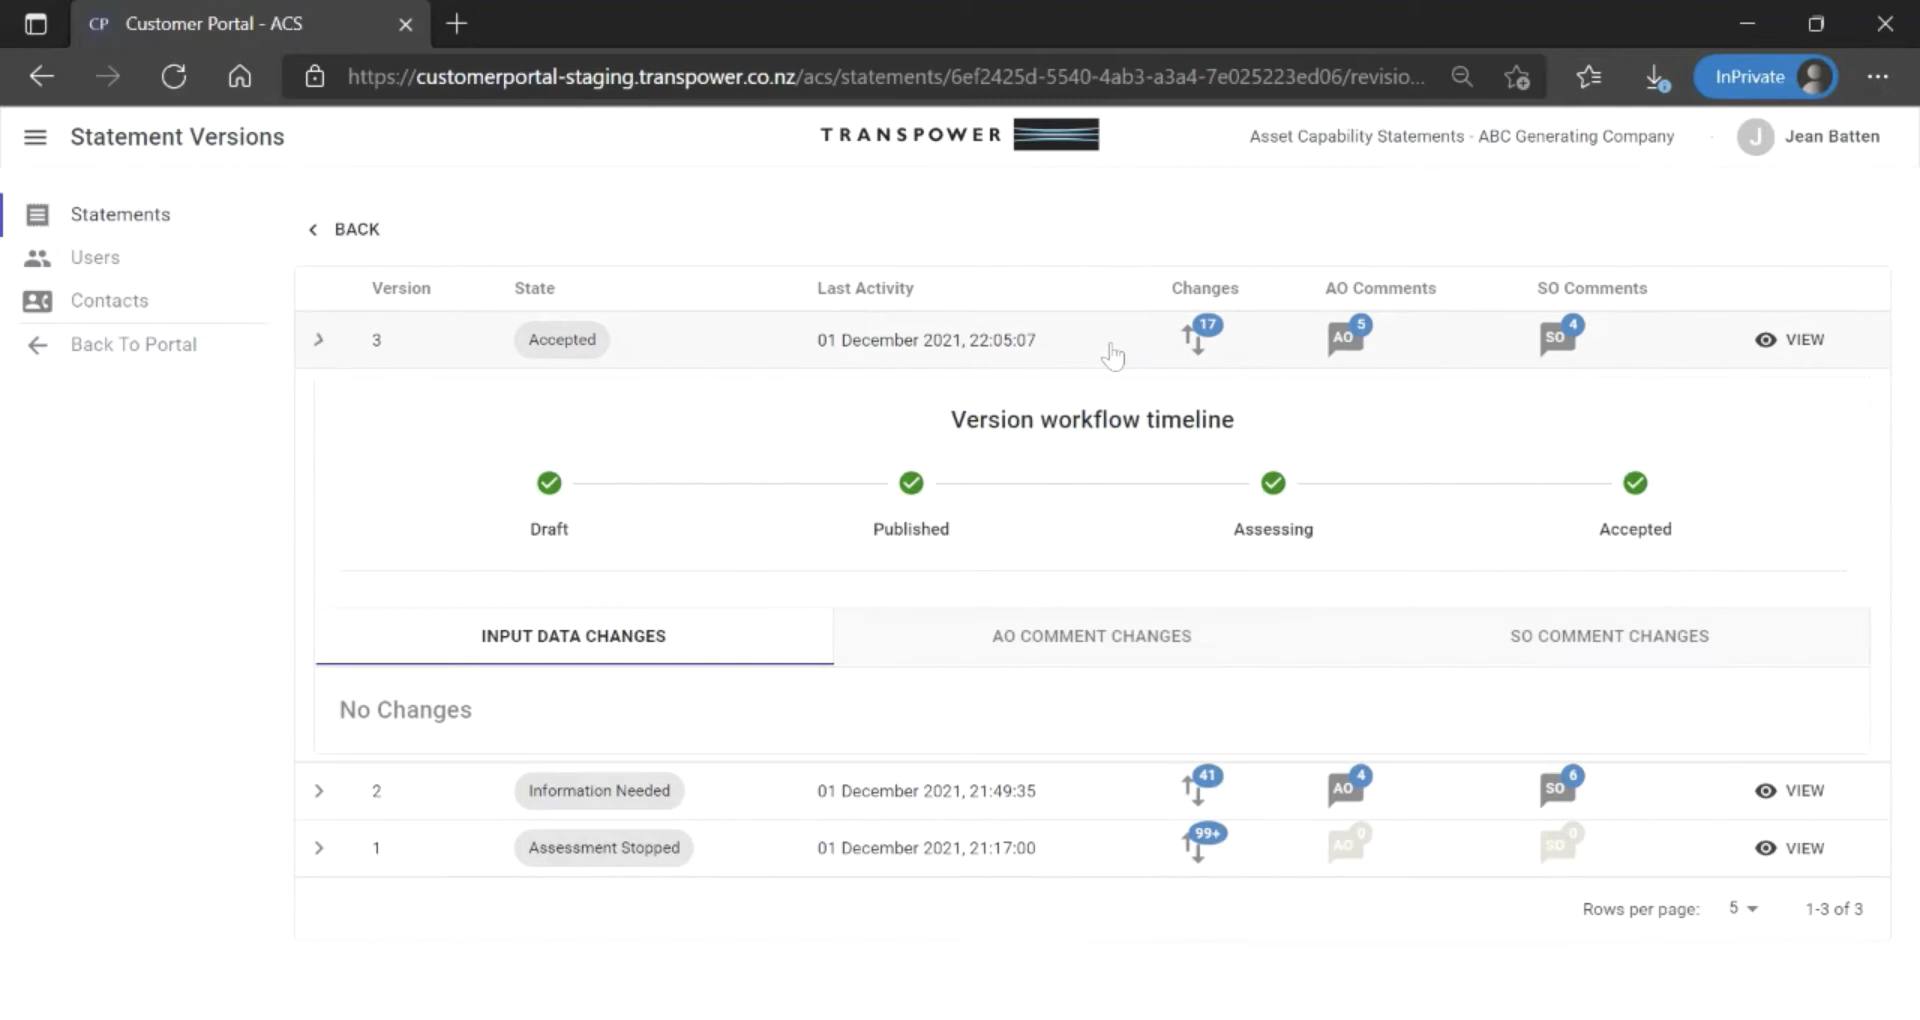 CP Customer Portal - ACS
https://customerportal-staging.transpower.co.nz/acs/statements/6ef2425d-5540-4ab3-a3a4-7e025223ed06/revisio...
InPrivate
Statement Versions
TRANSPOWER
Asset Capability Statements - ABC Generating Company
J Jean Batten
Statements
Users
Contacts
Back To Portal
BACK
Version State Last Activity Changes AO Comments SO Comments
3 Accepted 01 December 2021, 22:05:07 17 AO 5 SO 4 VIEW
Version workflow timeline
Draft Published Assessing Accepted
INPUT DATA CHANGES AO COMMENT CHANGES SO COMMENT CHANGES
No Changes
2 Information Needed 01 December 2021, 21:49:35 41 AO 4 SO 6 VIEW
1 Assessment Stopped 01 December 2021, 21:17:00 99+ AO 0 SO 0 VIEW
Rows per page: 5 1-3 of 3